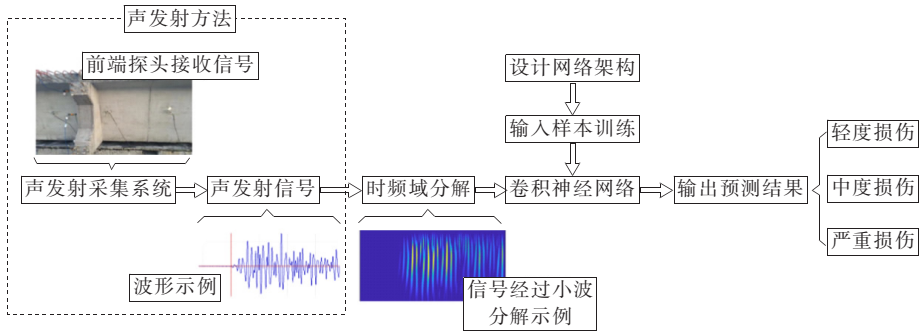 声发射方法
前端探头接收信号
设计网络架构
输入样本训练
声发射采集系统
声发射信号
时频域分解
卷积神经网络
输出预测结果
轻度损伤
中度损伤
严重损伤
波形示例
信号经过小波
分解示例